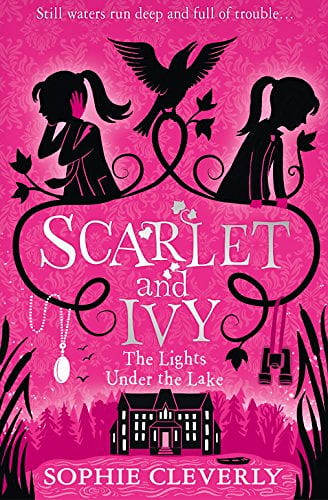 Still waters run deep and full of trouble…
SCARLET
and
IVY
The Lights
Under the Lake
SOPHIE CLEVERLY